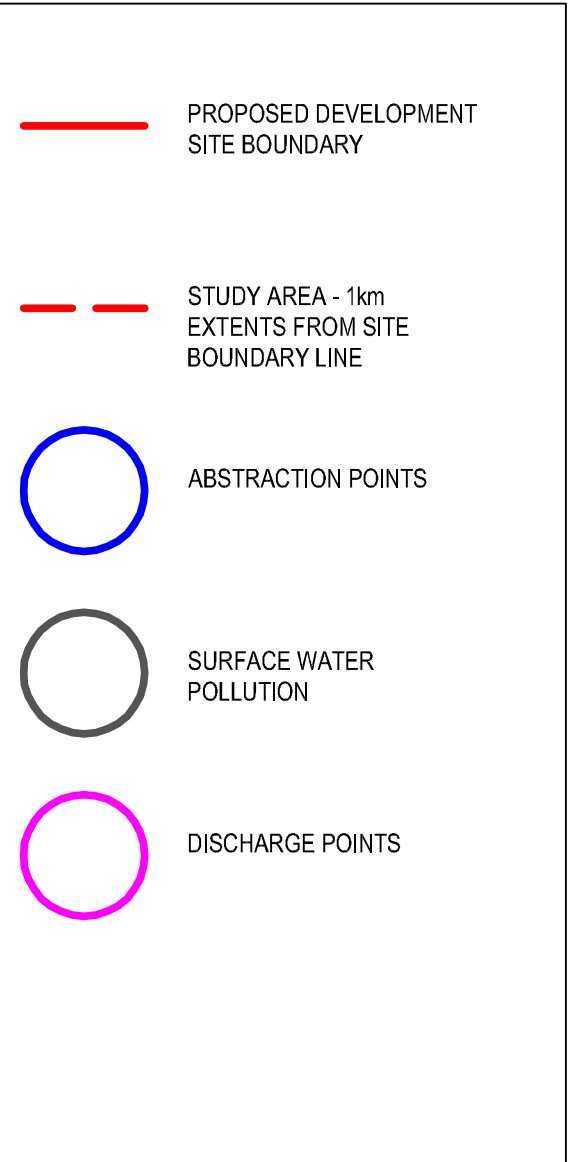 PROPOSED DEVELOPMENT
SITE BOUNDARY
STUDY AREA - 1km
EXTENTS FROM SITE
BOUNDARY LINE
ABSTRACTION POINTS
SURFACE WATER
POLLUTION
DISCHARGE POINTS